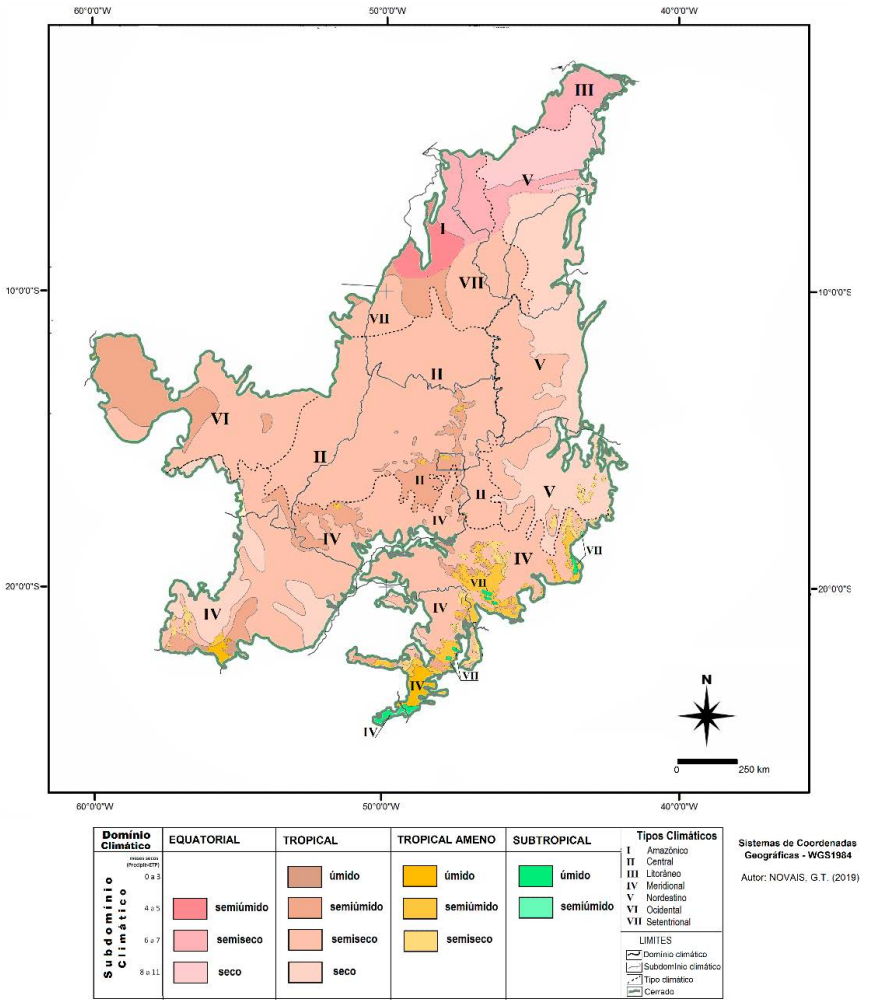 60°0'0"W 50°0'0"W 40°0'0"W
III
V
I
VII
10°0'0"S 10°0'0"S
VII
II
V
VI
II
II
II
V
IV
IV
IV
VII
20°0'0"S 20°0'0"S
VII
IV
IV
VII
IV
IV
N
0 250 km
60°0'0"W 50°0'0"W 40°0'0"W
Domínio
Climático
EQUATORIAL
TROPICAL
TROPICAL AMENO
SUBTROPICAL
meses secos
(Precipit<ETP)
Subdomínio
Climático
0 a 3
úmido
úmido
úmido
4 a 5
semiúmido
semiúmido
semiúmido
semiúmido
6 a 7
semiseco
semiseco
semiseco
8 a 11
seco
seco
Tipos Climáticos
I Amazônico
II Central
III Litorâneo
IV Meridional
V Nordestino
VI Ocidental
VII Setentrional
LIMITES
Domínio climático
Subdomínio climático
Tipo climático
Cerrado
Sistemas de Coordenadas
Geográficas - WGS1984
Autor: NOVAIS, G.T. (2019)